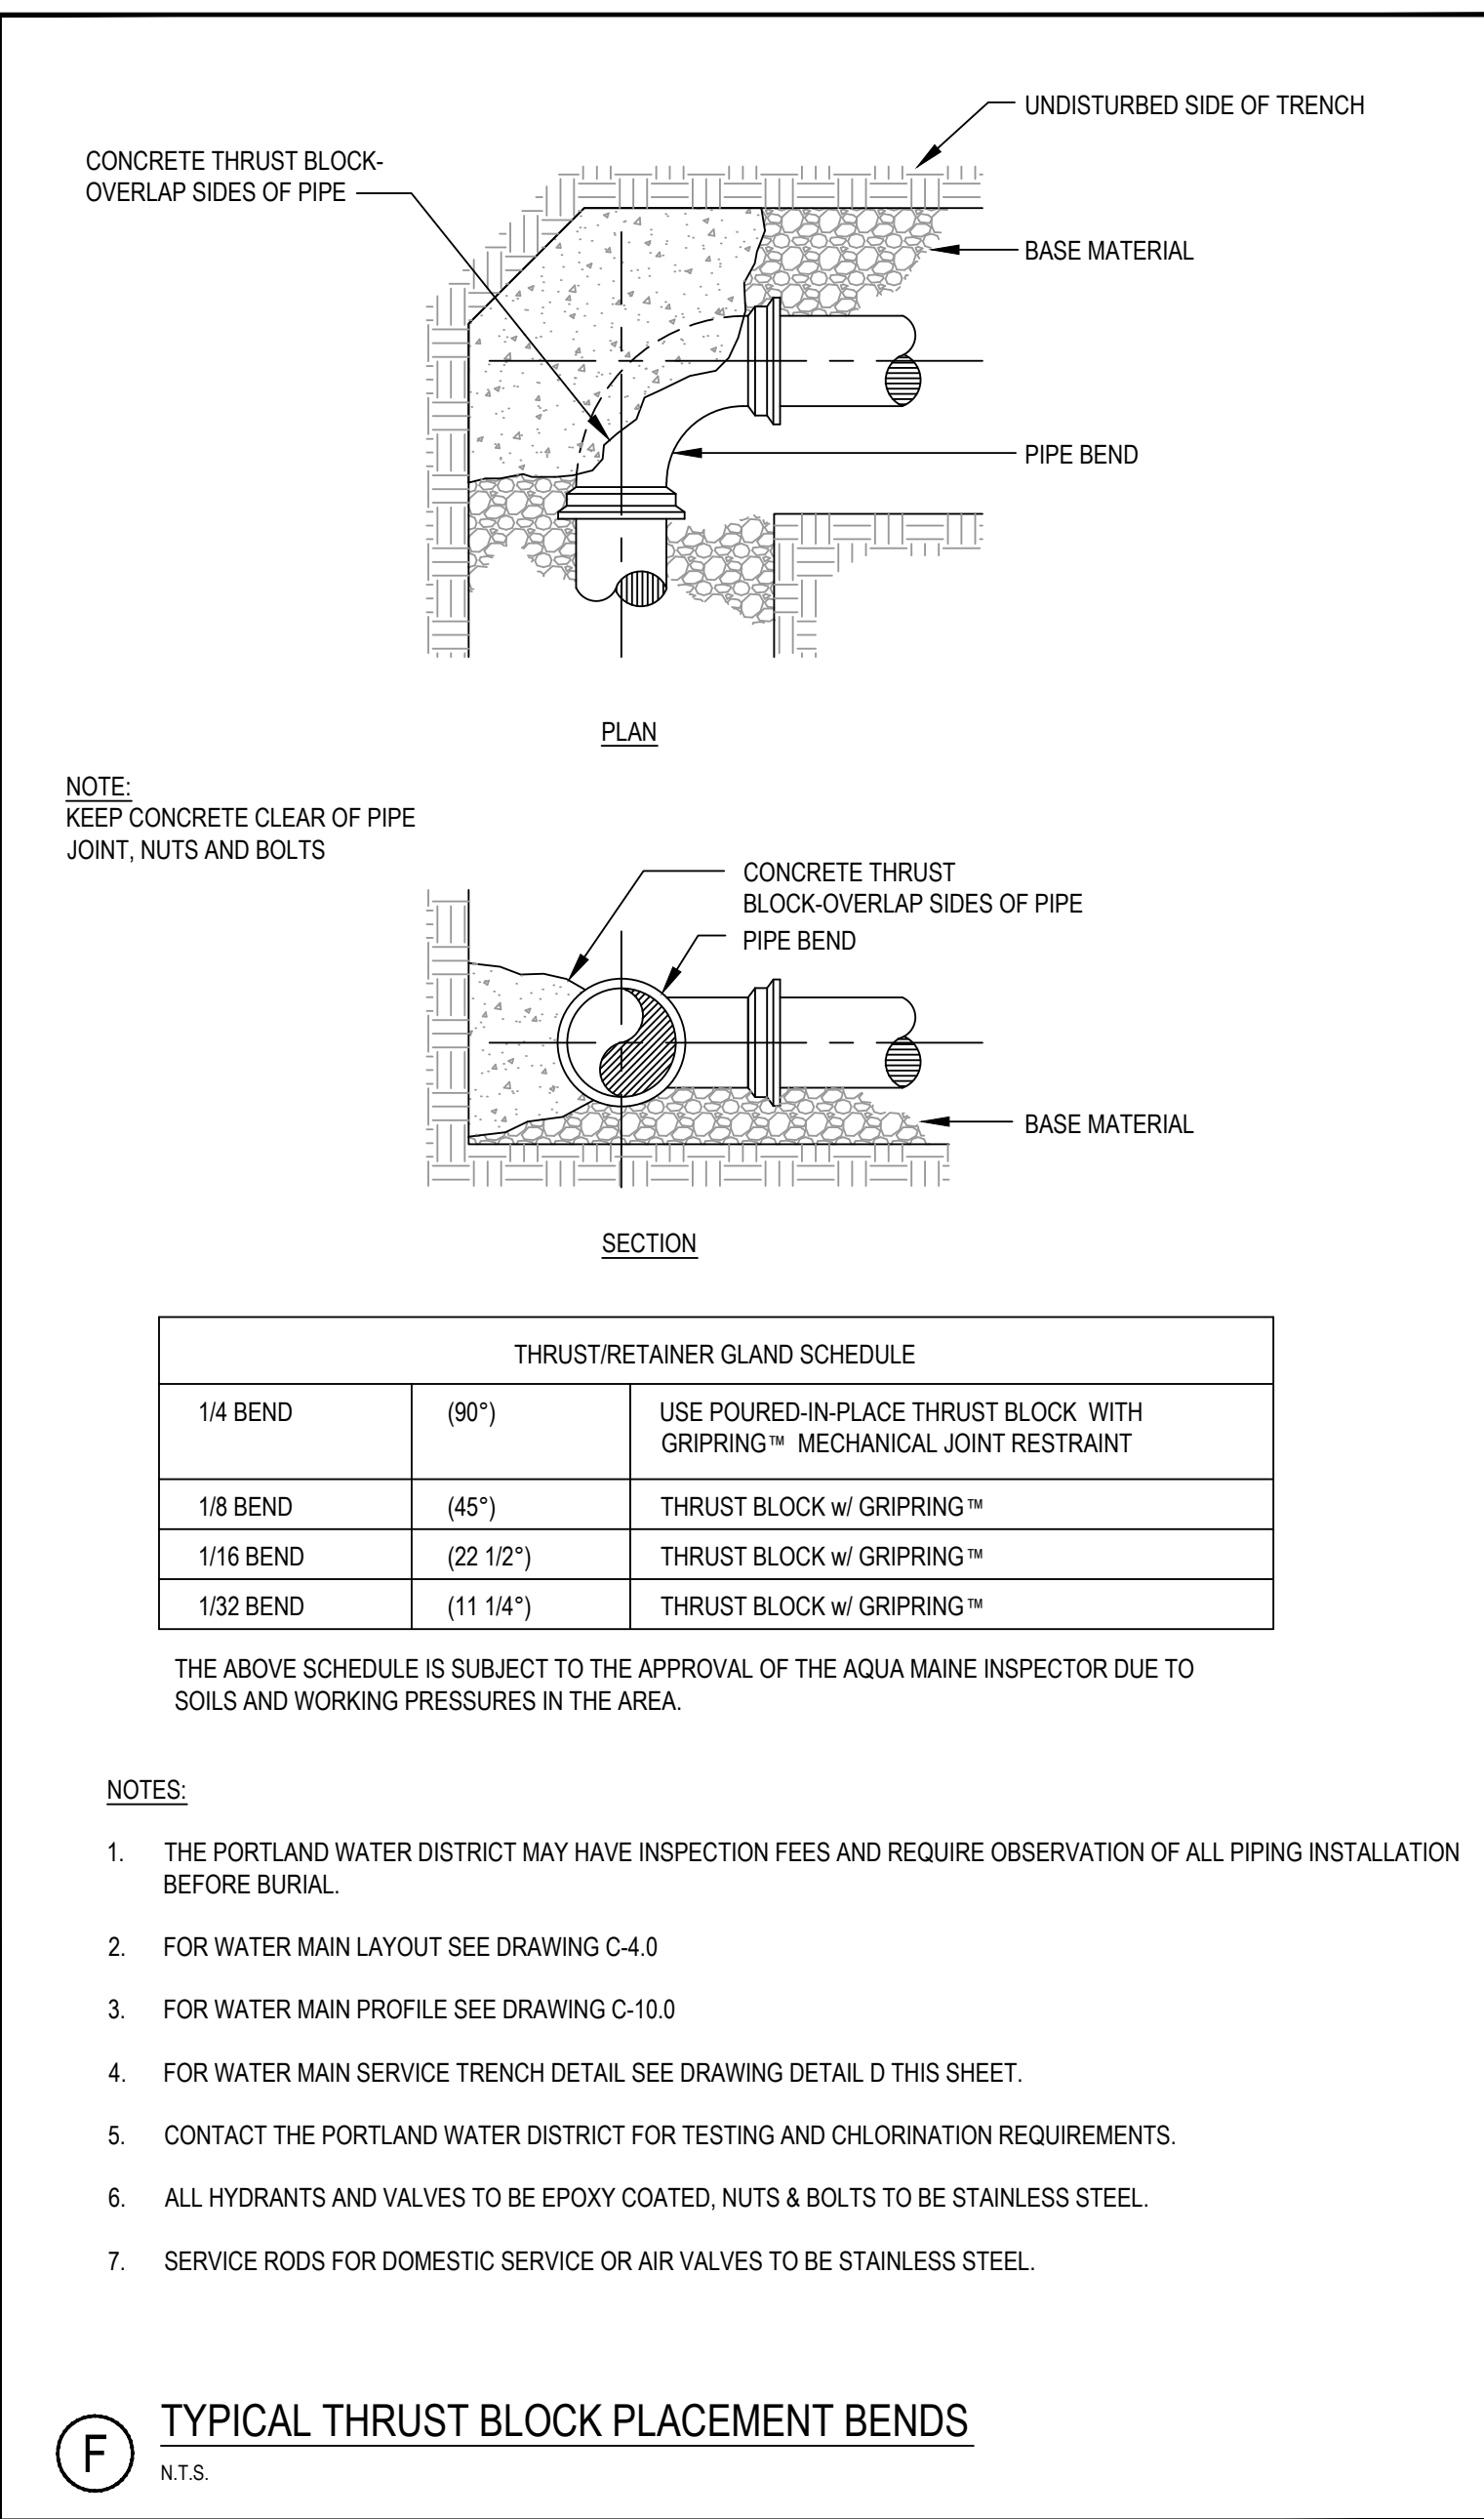 UNDISTURBED SIDE OF TRENCH
CONCRETE THRUST BLOCK-
OVERLAP SIDES OF PIPE
BASE MATERIAL
PIPE BEND
PLAN
NOTE:
KEEP CONCRETE CLEAR OF PIPE
JOINT, NUTS AND BOLTS
CONCRETE THRUST
BLOCK-OVERLAP SIDES OF PIPE
PIPE BEND
BASE MATERIAL
SECTION
THRUST/RETAINER GLAND SCHEDULE
1/4 BEND (90°) USE POURED-IN-PLACE THRUST BLOCK WITH
GRIPRING™ MECHANICAL JOINT RESTRAINT
1/8 BEND (45°) THRUST BLOCK w/ GRIPRING™
1/16 BEND (22 1/2°) THRUST BLOCK w/ GRIPRING™
1/32 BEND (11 1/4°) THRUST BLOCK w/ GRIPRING™
THE ABOVE SCHEDULE IS SUBJECT TO THE APPROVAL OF THE AQUA MAINE INSPECTOR DUE TO
SOILS AND WORKING PRESSURES IN THE AREA.
NOTES:
1. THE PORTLAND WATER DISTRICT MAY HAVE INSPECTION FEES AND REQUIRE OBSERVATION OF ALL PIPING INSTALLATION
BEFORE BURIAL.
2. FOR WATER MAIN LAYOUT SEE DRAWING C-4.0
3. FOR WATER MAIN PROFILE SEE DRAWING C-10.0
4. FOR WATER MAIN SERVICE TRENCH DETAIL SEE DRAWING DETAIL D THIS SHEET.
5. CONTACT THE PORTLAND WATER DISTRICT FOR TESTING AND CHLORINATION REQUIREMENTS.
6. ALL HYDRANTS AND VALVES TO BE EPOXY COATED, NUTS & BOLTS TO BE STAINLESS STEEL.
7. SERVICE RODS FOR DOMESTIC SERVICE OR AIR VALVES TO BE STAINLESS STEEL.
F TYPICAL THRUST BLOCK PLACEMENT BENDS
N.T.S.